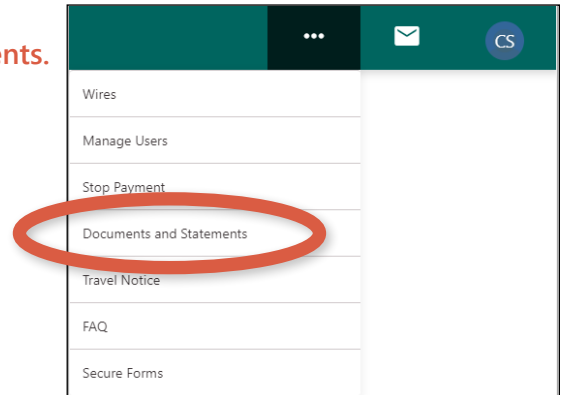 ents.
CS
Wires
Manage Users
Stop Payment
Documents and Statements
Travel Notice
FAQ
Secure Forms